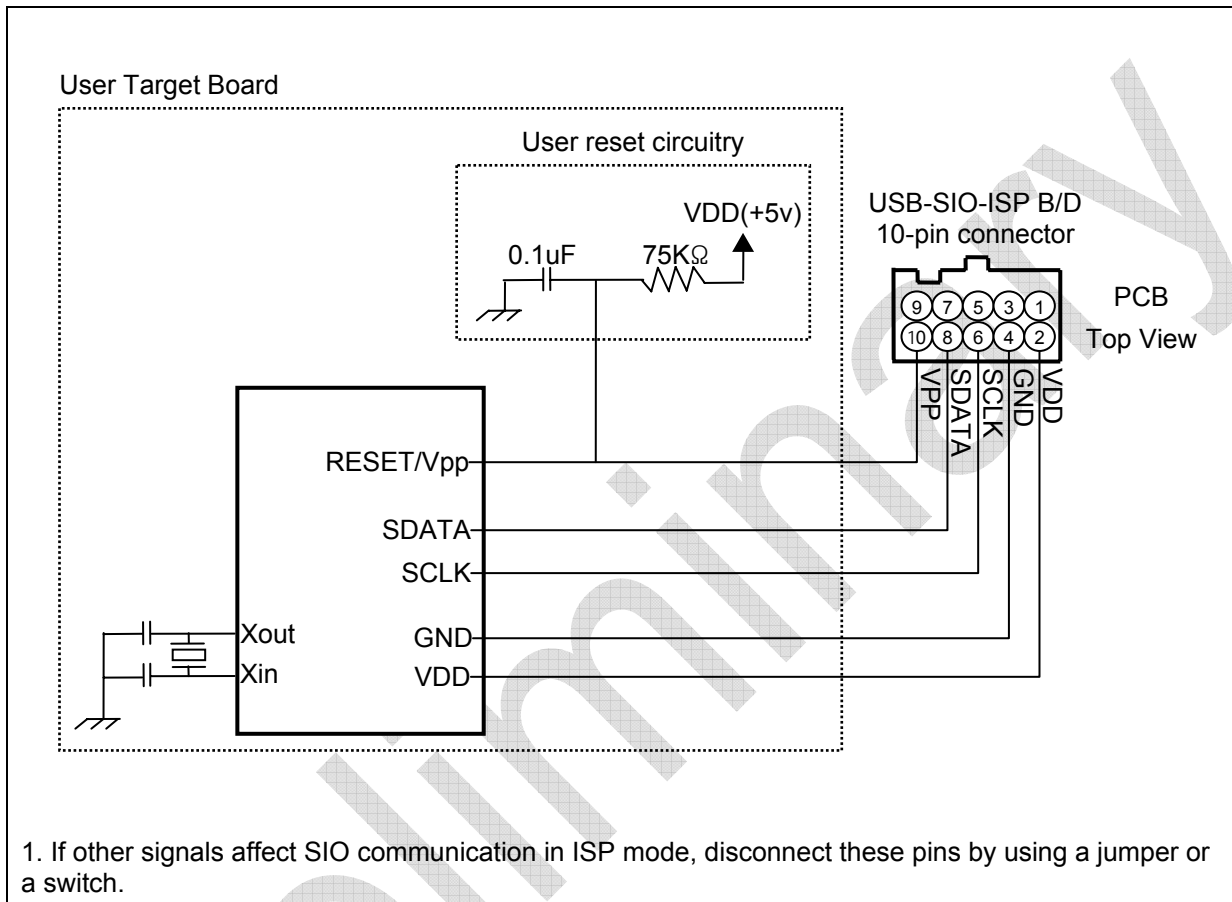 User Target Board
User reset circuitry
VDD(+5v)
0.1uF
75KΩ
USB-SIO-ISP B/D
10-pin connector
9 7 5 3 1
10 8 6 4 2
PCB
Top View
VPP
SDATA
SCLK
GND
VDD
RESET/Vpp
SDATA
SCLK
GND
VDD
Xout
Xin
1. If other signals affect SIO communication in ISP mode, disconnect these pins by using a jumper or
a switch.